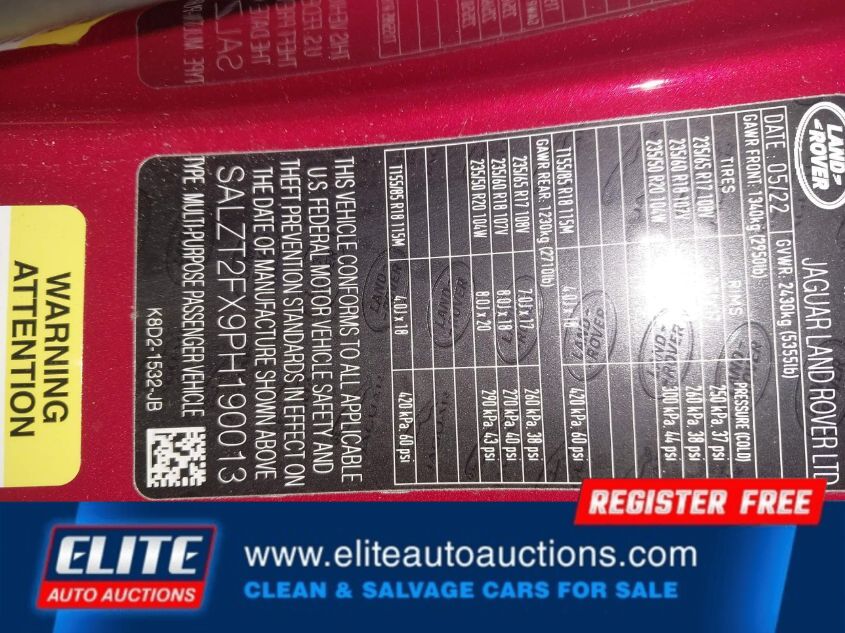 LAND
ROVER
JAGUAR LAND ROVER LTD
DATE : 05/22 GVWR: 2430kg (5355lb)
GAWR FRONT: 1340kg (2950lb)
TIRES RIMS PRESSURE (COLD)
235/65 R17 108V 250 kPa, 37 psi
235/60 R18 107V 260 kPa, 38 psi
235/50 R20 104W 300 kPa, 44 psi
T155/85 R18 115M 4.0J x 18 420 kPa, 60 psi
GAWR REAR: 1230kg (2710lb)
235/65 R17 108V 7.0J x 17 260 kPa, 38 psi
235/60 R18 107V 8.0J x 18 270 kPa, 40 psi
235/50 R20 104W 8.0J x 20 290 kPa, 43 psi
T155/85 R18 115M 4.0J x 18 420 kPa, 60 psi
THIS VEHICLE CONFORMS TO ALL APPLICABLE
U.S. FEDERAL MOTOR VEHICLE SAFETY AND
THEFT PREVENTION STANDARDS IN EFFECT ON
THE DATE OF MANUFACTURE SHOWN ABOVE
SALZT2FX9PH190013
TYPE: MULTI-PURPOSE PASSENGER VEHICLE
K8D2-1532-JB
WARNING
ATTENTION
REGISTER FREE
ELITE
AUTO AUCTIONS
www.eliteautoauctions.com
CLEAN & SALVAGE CARS FOR SALE